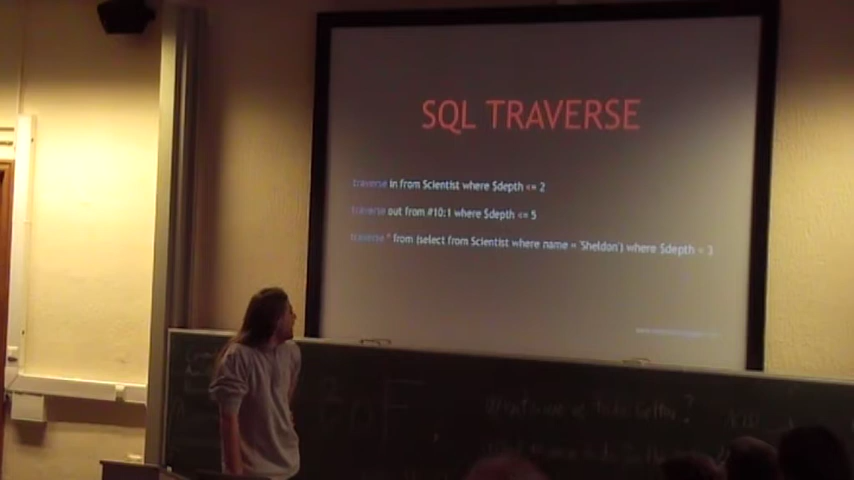 SQL TRAVERSE
traverse in from Scientist where $depth <= 2
traverse out from #10:1 where $depth <= 5
traverse * from (select from Scientist where name = 'Sheldon') where $depth = 3